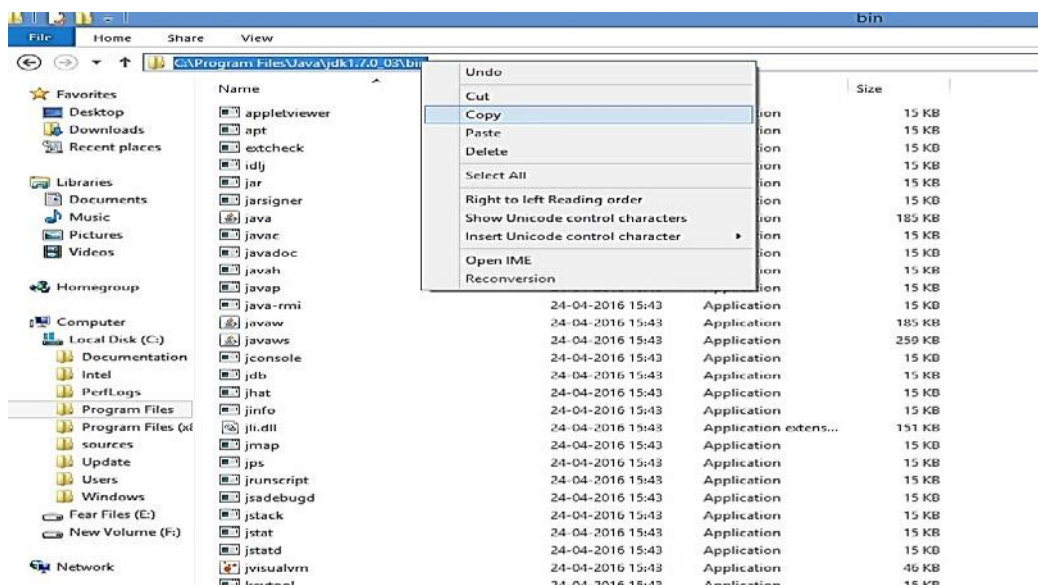 bin
File Home Share View
C:\Program Files\Java\jdk1.7.0_03\bin
Undo
Cut
Copy
Paste
Delete
Select All
Right to left Reading order
Show Unicode control characters
Insert Unicode control character
Open IME
Reconversion
Name Size
Favorites
Desktop
Downloads
Recent places
Libraries
Documents
Music
Pictures
Videos
Homegroup
Computer
Local Disk (C:)
Documentation
Intel
PerfLogs
Program Files
Program Files (x8
sources
Update
Users
Windows
Fear Files (E:)
New Volume (F:)
Network
appletviewer 15 KB
apt 15 KB
extcheck 15 KB
idlj 15 KB
jar 15 KB
jarsigner 15 KB
java 185 KB
javac 15 KB
javadoc 15 KB
javah 15 KB
javap Application 15 KB
java-rmi 24-04-2016 15:43 Application 15 KB
javaw 24-04-2016 15:43 Application 185 KB
javaws 24-04-2016 15:43 Application 259 KB
jconsole 24-04-2016 15:43 Application 15 KB
jdb 24-04-2016 15:43 Application 15 KB
jhat 24-04-2016 15:43 Application 15 KB
jinfo 24-04-2016 15:43 Application 15 KB
jli.dll 24-04-2016 15:43 Application extens... 151 KB
jmap 24-04-2016 15:43 Application 15 KB
jps 24-04-2016 15:43 Application 15 KB
jrunscript 24-04-2016 15:43 Application 15 KB
jsadebugd 24-04-2016 15:43 Application 15 KB
jstack 24-04-2016 15:43 Application 15 KB
jstat 24-04-2016 15:43 Application 15 KB
jstatd 24-04-2016 15:43 Application 15 KB
jvisualvm 24-04-2016 15:43 Application 46 KB